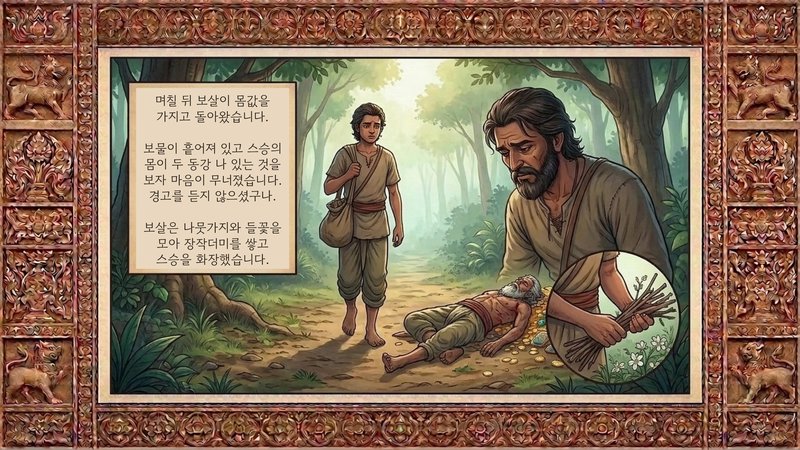 며칠 뒤 보살이 몸값을
가지고 돌아왔습니다.
보물이 흩어져 있고 스승의
몸이 두 동강 나 있는 것을
보자 마음이 무너졌습니다.
경고를 듣지 않으셨구나.
보살은 나뭇가지와 들꽃을
모아 장작더미를 쌓고
스승을 화장했습니다.